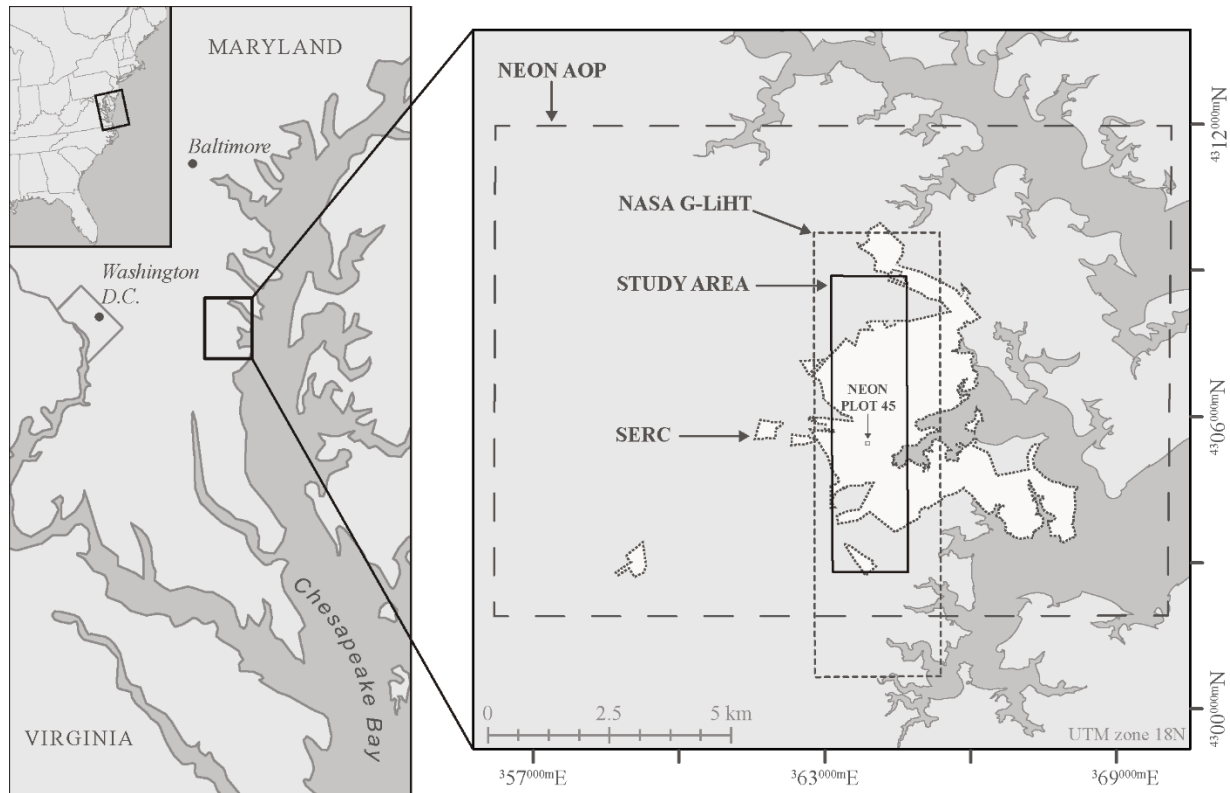 MARYLAND
Baltimore
Washington
D.C.
Chesapeake Bay
VIRGINIA
NEON AOP
NASA G-LiHT
STUDY AREA
NEON
PLOT 45
SERC
0 2.5 5 km
UTM zone 18N
4312000mN
4306000mN
4300000mN
357000mE
363000mE
369000mE